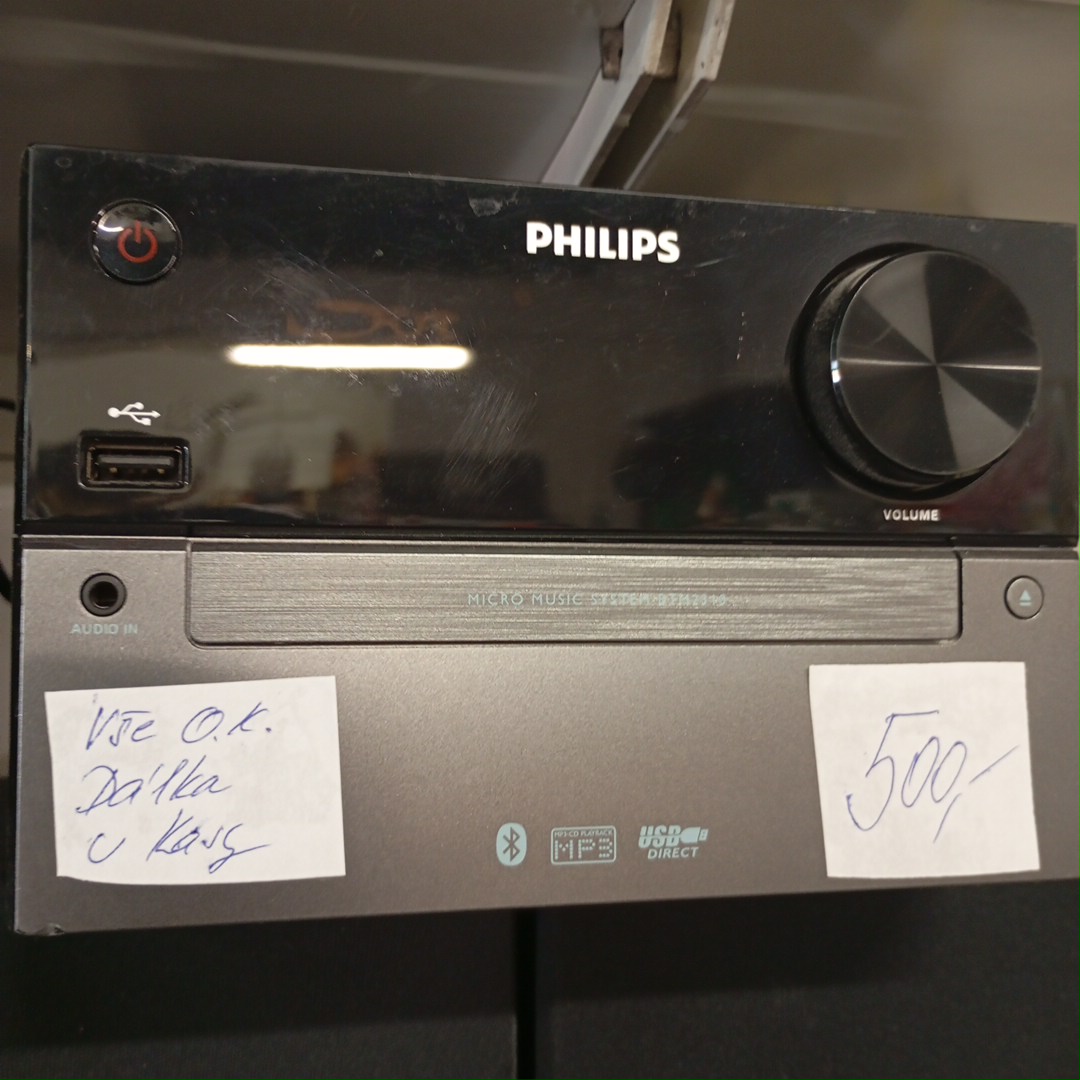 PHILIPS
VOLUME
MICRO MUSIC SYSTEM
AUDIO IN
Vše O.K.
Dálka
u Kasy
500,-
MP3-CD PLAYBACK
MP3
USB
DIRECT